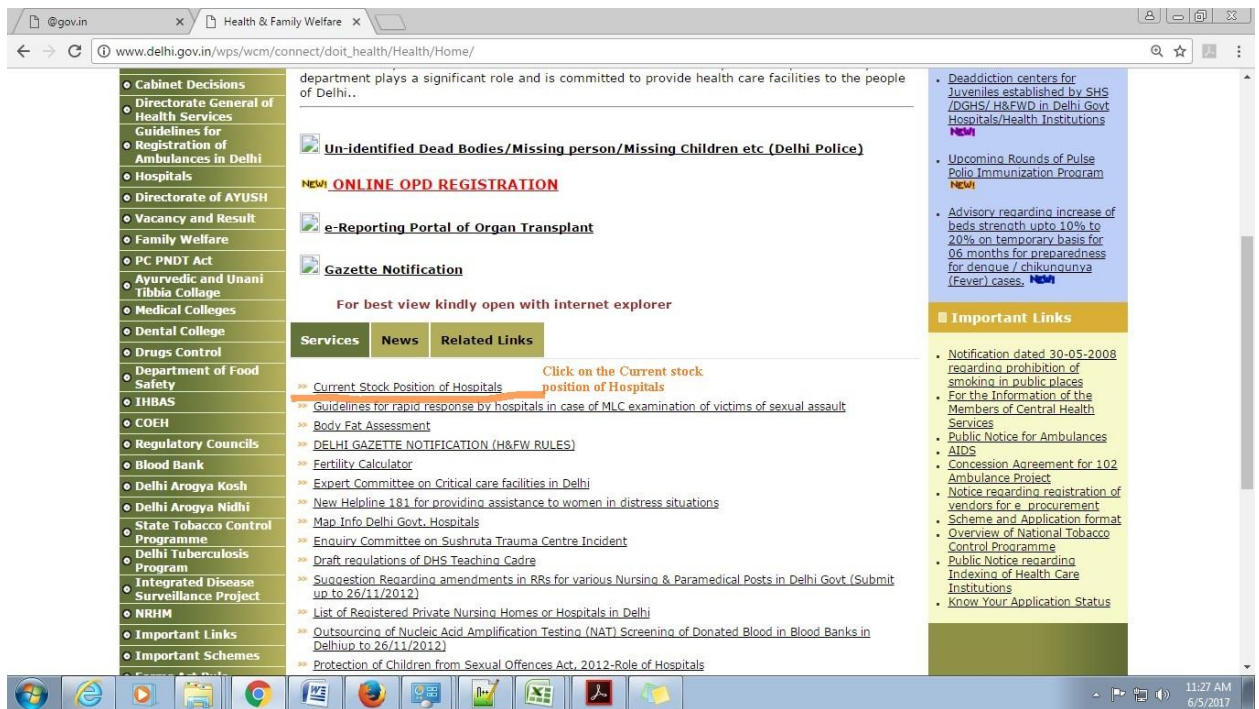 @gov.in
Health & Family Welfare
www.delhi.gov.in/wps/wcm/connect/doit_health/Health/Home/
Cabinet Decisions
Directorate General of
Health Services
Guidelines for
Registration of
Ambulances in Delhi
Hospitals
Directorate of AYUSH
Vacancy and Result
Family Welfare
PC PNDT Act
Ayurvedic and Unani
Tibbia Collage
Medical Colleges
Dental College
Drugs Control
Department of Food
Safety
IHBAS
COEH
Regulatory Councils
Blood Bank
Delhi Arogya Kosh
Delhi Arogya Nidhi
State Tobacco Control
Programme
Delhi Tuberculosis
Program
Integrated Disease
Surveillance Project
NRHM
Important Links
Important Schemes
department plays a significant role and is committed to provide health care facilities to the people
of Delhi..
Un-identified Dead Bodies/Missing person/Missing Children etc (Delhi Police)
NEW! ONLINE OPD REGISTRATION
e-Reporting Portal of Organ Transplant
Gazette Notification
For best view kindly open with internet explorer
Services News Related Links
Click on the Current stock
position of Hospitals
Current Stock Position of Hospitals
Guidelines for rapid response by hospitals in case of MLC examination of victims of sexual assault
Body Fat Assessment
DELHI GAZETTE NOTIFICATION (H&FW RULES)
Fertility Calculator
Expert Committee on Critical care facilities in Delhi
New Helpline 181 for providing assistance to women in distress situations
Map Info Delhi Govt. Hospitals
Enquiry Committee on Sushruta Trauma Centre Incident
Draft regulations of DHS Teaching Cadre
Suggestion Regarding amendments in RRs for various Nursing & Paramedical Posts in Delhi Govt (Submit
up to 26/11/2012)
List of Registered Private Nursing Homes or Hospitals in Delhi
Outsourcing of Nucleic Acid Amplification Testing (NAT) Screening of Donated Blood in Blood Banks in
Delhiup to 26/11/2012)
Protection of Children from Sexual Offences Act, 2012-Role of Hospitals
Deaddiction centers for
Juveniles established by SHS
/DGHS/ H&FWD in Delhi Govt
Hospitals/Health Institutions
NEW!
Upcoming Rounds of Pulse
Polio Immunization Program
NEW!
Advisory regarding increase of
beds strength upto 10% to
20% on temporary basis for
06 months for preparedness
for dengue / chikungunya
(Fever) cases. NEW!
Important Links
Notification dated 30-05-2008
regarding prohibition of
smoking in public places
For the Information of the
Members of Central Health
Services
Public Notice for Ambulances
AIDS
Concession Agreement for 102
Ambulance Project
Notice regarding registration of
vendors for e_procurement
Scheme and Application format
Overview of National Tobacco
Control Programme
Public Notice regarding
Indexing of Health Care
Institutions
Know Your Application Status
11:27 AM
6/5/2017